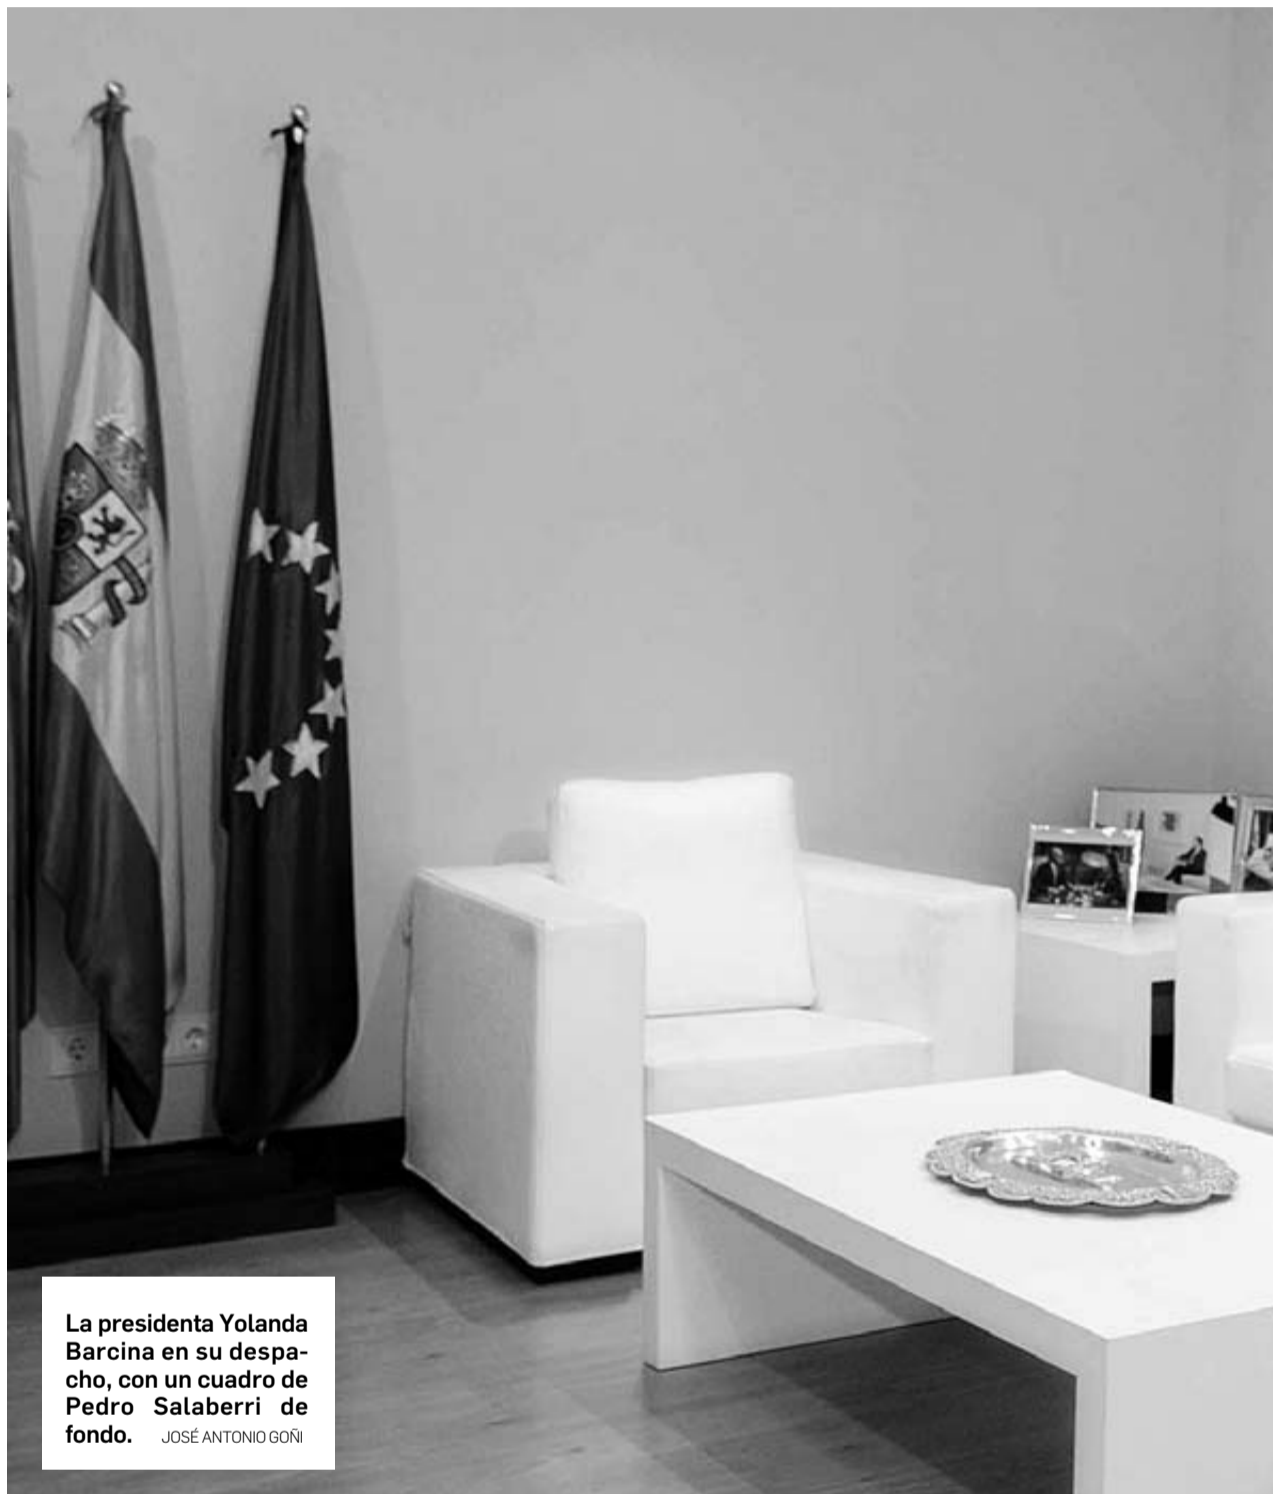 La presidenta Yolanda
Barcina en su despa-
cho, con un cuadro de
Pedro Salaberri de
fondo. JOSÉ ANTONIO GOÑI